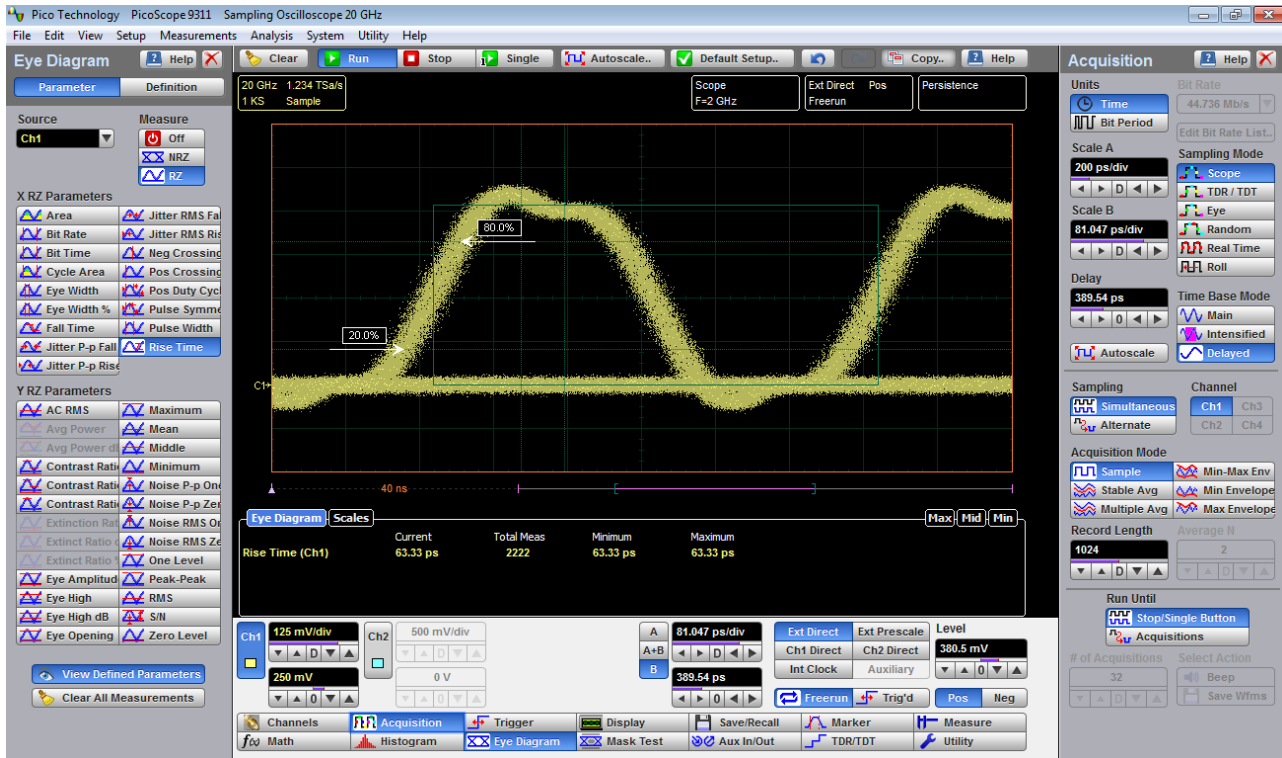 Pico Technology PicoScope 9311 Sampling Oscilloscope 20 GHz
File Edit View Setup Measurements Analysis System Utility Help
Eye Diagram Help
Parameter Definition
Source Measure
Ch1 Off
NRZ
RZ
X RZ Parameters
Area Jitter RMS Fal
Bit Rate Jitter RMS Ris
Bit Time Neg Crossing
Cycle Area Pos Crossing
Eye Width Pos Duty Cycl
Eye Width % Pulse Symme
Fall Time Pulse Width
Jitter P-p Fall Rise Time
Jitter P-p Rise
Y RZ Parameters
AC RMS Maximum
Avg Power Mean
Avg Power dB Middle
Contrast Rati Minimum
Contrast Rati Noise P-p One
Contrast Rati Noise P-p Zer
Extinction Rat Noise RMS On
Extinct Ratio Noise RMS Ze
Extinct Ratio One Level
Eye Amplitud Peak-Peak
Eye High RMS
Eye High dB S/N
Eye Opening Zero Level
View Defined Parameters
Clear All Measurements
Clear Run Stop Single Autoscale.. Default Setup.. Copy.. Help
20 GHz 1.234 TSa/s
1 KS Sample
Scope
F=2 GHz
Ext Direct Pos
Freerun
Persistence
80.0%
20.0%
C1
40 ns
Eye Diagram Scales Max Mid Min
Current Total Meas Minimum Maximum
Rise Time (Ch1) 63.33 ps 2222 63.33 ps 63.33 ps
Ch1 125 mV/div Ch2 500 mV/div
D D
250 mV 0 V
0 0
A 81.047 ps/div
A+B D
B 389.54 ps
0
Ext Direct Ext Prescale Level
Ch1 Direct Ch2 Direct 380.5 mV
Int Clock Auxiliary 0
Freerun Trig'd Pos Neg
Channels Acquisition Trigger Display Save/Recall Marker Measure
f(x) Math Histogram Eye Diagram Mask Test Aux In/Out TDR/TDT Utility
Acquisition Help
Units Bit Rate
Time 44.736 Mb/s
Bit Period Edit Bit Rate List..
Scale A Sampling Mode
200 ps/div Scope
D TDR / TDT
Scale B Eye
81.047 ps/div Random
D Real Time
Roll
Delay
389.54 ps Time Base Mode
0 Main
Intensified
Autoscale Delayed
Sampling Channel
Simultaneous Ch1 Ch3
Alternate Ch2 Ch4
Acquisition Mode
Sample Min-Max Env
Stable Avg Min Envelope
Multiple Avg Max Envelope
Record Length Average N
1024 2
D D
Run Until
Stop/Single Button
Acquisitions
# of Acquisitions Select Action
32 Beep
D Save Wfms